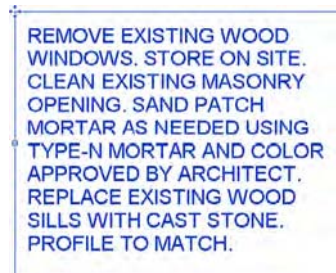 REMOVE EXISTING WOOD
WINDOWS. STORE ON SITE.
CLEAN EXISTING MASONRY
OPENING. SAND PATCH
MORTAR AS NEEDED USING
TYPE-N MORTAR AND COLOR
APPROVED BY ARCHITECT.
REPLACE EXISTING WOOD
SILLS WITH CAST STONE.
PROFILE TO MATCH.